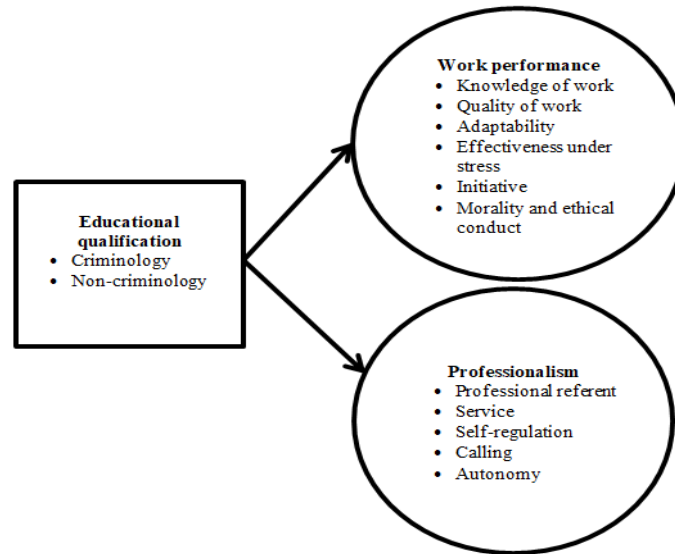 Work performance
• Knowledge of work
• Quality of work
• Adaptability
• Effectiveness under
stress
• Initiative
• Morality and ethical
conduct
Educational
qualification
• Criminology
• Non-criminology
Professionalism
• Professional referent
• Service
• Self-regulation
• Calling
• Autonomy